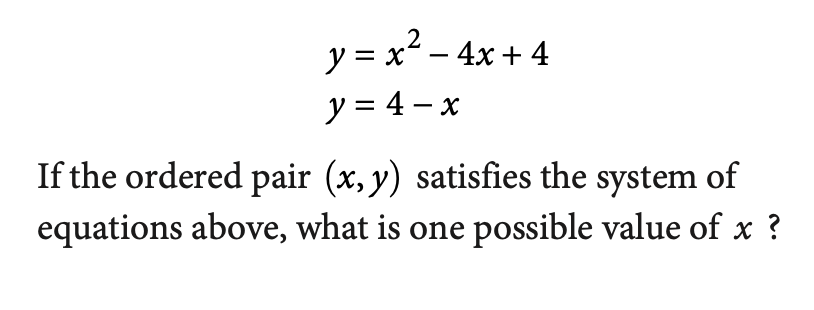 y = x² – 4x + 4
y = 4 – x
If the ordered pair (x, y) satisfies the system of
equations above, what is one possible value of x ?